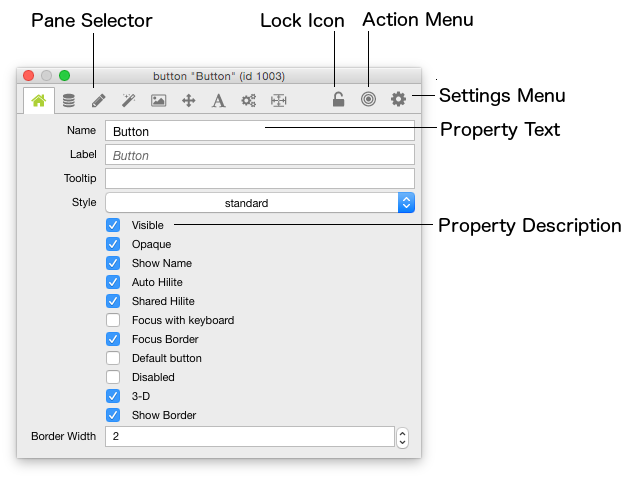 Pane Selector
Lock Icon
Action Menu
button "Button" (id 1003)
A
Settings Menu
Name
Button
Property Text
Label
Button
Tooltip
Style
standard
Visible
Property Description
Opaque
Show Name
Auto Hilite
Shared Hilite
Focus with keyboard
Focus Border
Default button
Disabled
3-D
Show Border
Border Width
2